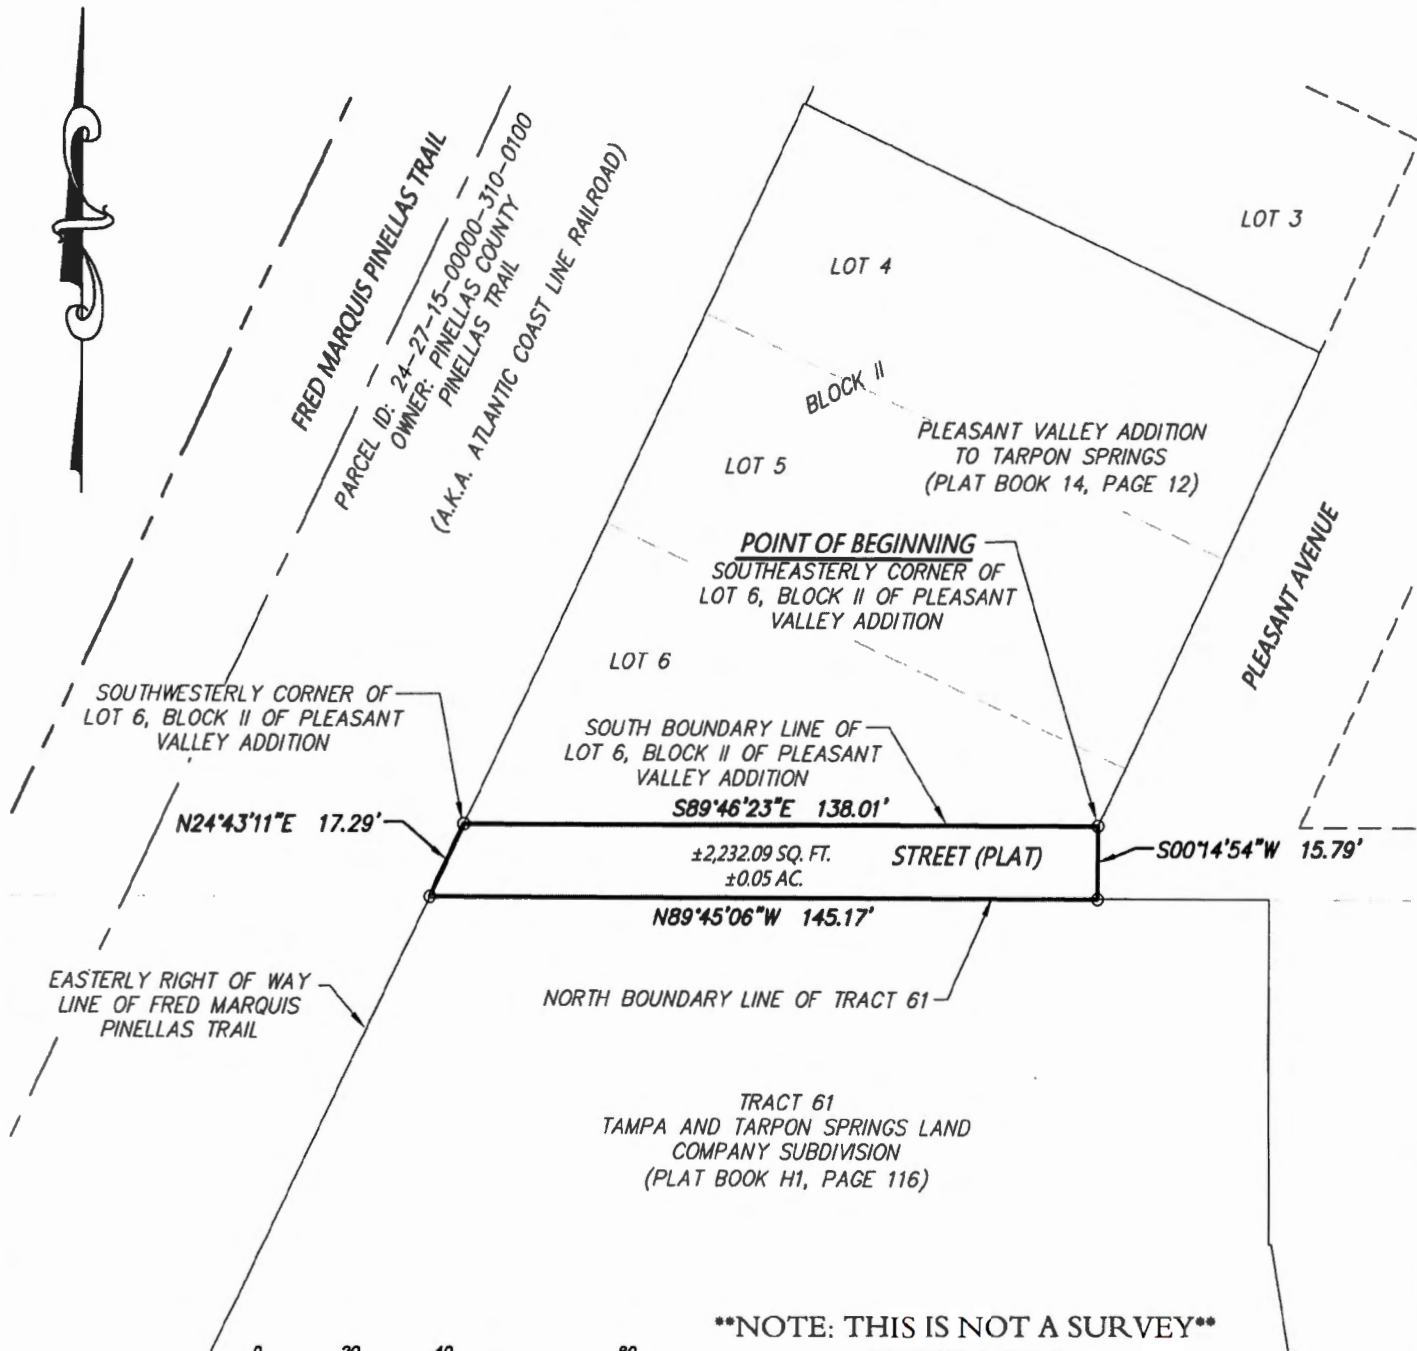 FRED MARQUIS PINELLAS TRAIL
PARCEL ID: 24-27-15-00000-310-0100
OWNER: PINELLAS COUNTY
PINELLAS TRAIL
(A.K.A. ATLANTIC COAST LINE RAILROAD)
LOT 3
LOT 4
BLOCK II
PLEASANT VALLEY ADDITION
TO TARPON SPRINGS
(PLAT BOOK 14, PAGE 12)
LOT 5
PLEASANT AVENUE
POINT OF BEGINNING
SOUTHEASTERLY CORNER OF
LOT 6, BLOCK II OF PLEASANT
VALLEY ADDITION
LOT 6
SOUTHWESTERLY CORNER OF
LOT 6, BLOCK II OF PLEASANT
VALLEY ADDITION
SOUTH BOUNDARY LINE OF
LOT 6, BLOCK II OF PLEASANT
VALLEY ADDITION
S89°46'23"E 138.01'
N24°43'11"E 17.29'
±2,232.09 SQ. FT.
±0.05 AC.
STREET (PLAT)
S00°14'54"W 15.79'
N89°45'06"W 145.17'
EASTERLY RIGHT OF WAY
LINE OF FRED MARQUIS
PINELLAS TRAIL
NORTH BOUNDARY LINE OF TRACT 61
TRACT 61
TAMPA AND TARPON SPRINGS LAND
COMPANY SUBDIVISION
(PLAT BOOK H1, PAGE 116)
**NOTE: THIS IS NOT A SURVEY**